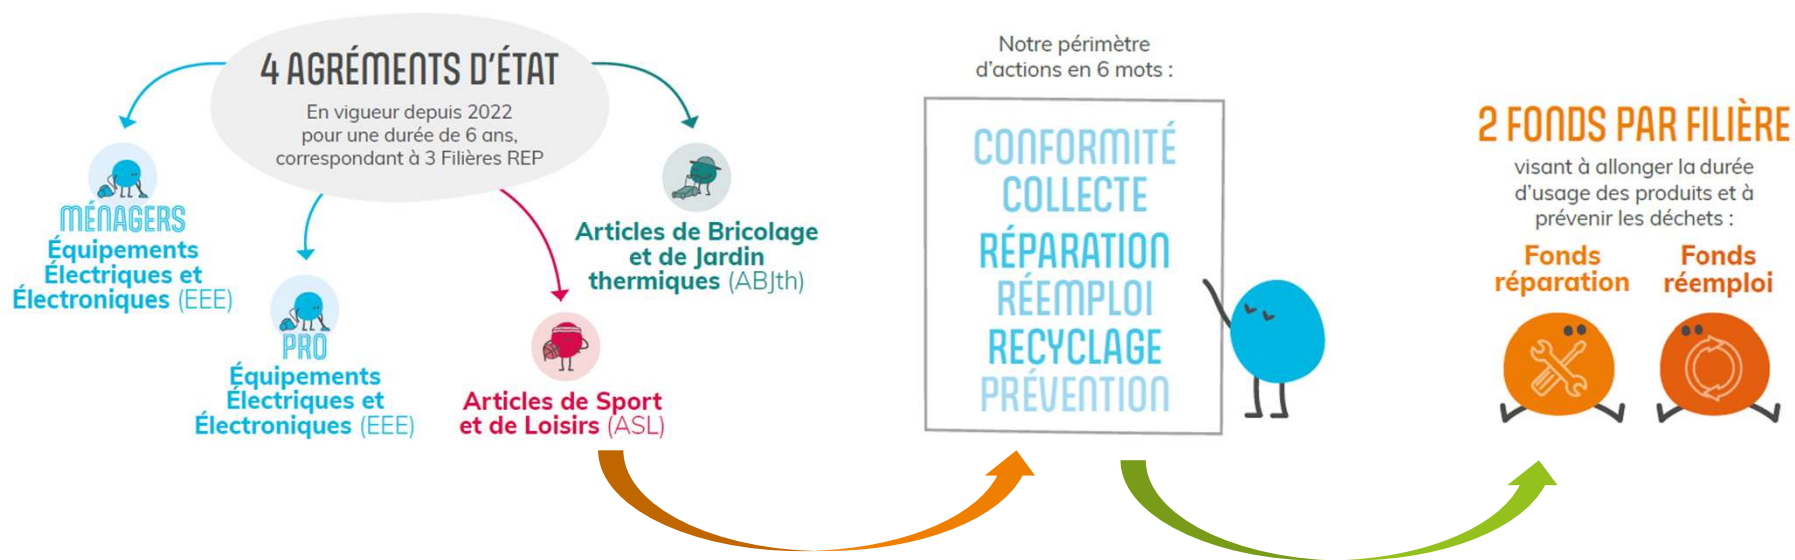 4 AGRÉMENTS D'ÉTAT
En vigueur depuis 2022
pour une durée de 6 ans,
correspondant à 3 Filières REP
MÉNAGERS
Équipements
Électriques et
Électroniques (EEE)
PRO
Équipements
Électriques et
Électroniques (EEE)
Articles de Sport
et de Loisirs (ASL)
Articles de Bricolage
et de Jardin
thermiques (ABJth)
Notre périmètre
d'actions en 6 mots :
CONFORMITÉ
COLLECTE
RÉPARATION
RÉEMPLOI
RECYCLAGE
PRÉVENTION
2 FONDS PAR FILIÈRE
visant à allonger la durée
d'usage des produits et à
prévenir les déchets :
Fonds
réparation
Fonds
réemploi